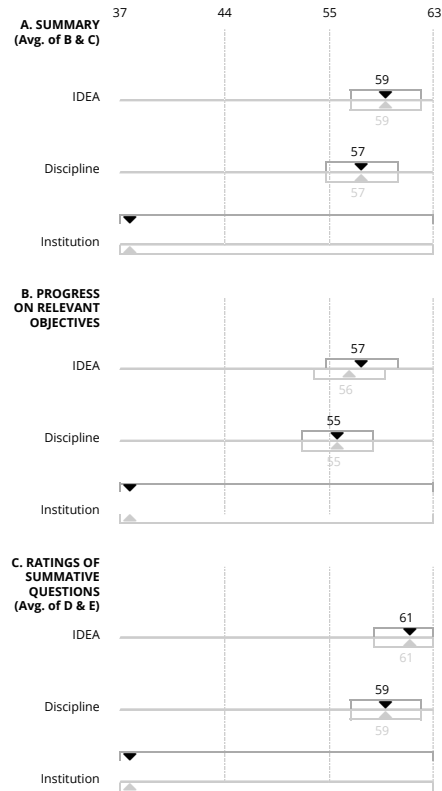 37 44 55 63
A. SUMMARY
(Avg. of B & C)
59
IDEA
59
57
Discipline
57
Institution
B. PROGRESS
ON RELEVANT
OBJECTIVES
57
IDEA
56
55
Discipline
55
Institution
C. RATINGS OF
SUMMATIVE
QUESTIONS
(Avg. of D & E)
61
IDEA
61
59
Discipline
59
Institution